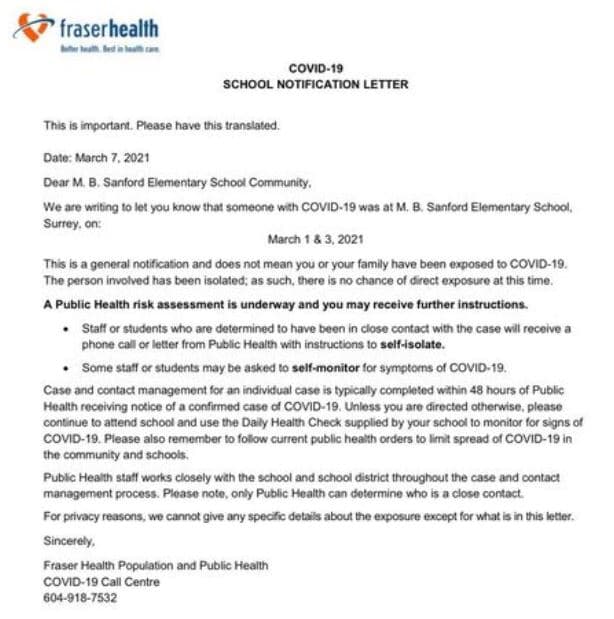 fraserhealth
Better health. Best in health care.
COVID-19
SCHOOL NOTIFICATION LETTER
This is important. Please have this translated.
Date: March 7, 2021
Dear M. B. Sanford Elementary School Community,
We are writing to let you know that someone with COVID-19 was at M. B. Sanford Elementary School,
Surrey, on:
March 1 & 3, 2021
This is a general notification and does not mean you or your family have been exposed to COVID-19.
The person involved has been isolated; as such, there is no chance of direct exposure at this time.
A Public Health risk assessment is underway and you may receive further instructions.
• Staff or students who are determined to have been in close contact with the case will receive a
phone call or letter from Public Health with instructions to self-isolate.
• Some staff or students may be asked to self-monitor for symptoms of COVID-19.
Case and contact management for an individual case is typically completed within 48 hours of Public
Health receiving notice of a confirmed case of COVID-19. Unless you are directed otherwise, please
continue to attend school and use the Daily Health Check supplied by your school to monitor for signs of
COVID-19. Please also remember to follow current public health orders to limit spread of COVID-19 in
the community and schools.
Public Health staff works closely with the school and school district throughout the case and contact
management process. Please note, only Public Health can determine who is a close contact.
For privacy reasons, we cannot give any specific details about the exposure except for what is in this letter.
Sincerely,
Fraser Health Population and Public Health
COVID-19 Call Centre
604-918-7532